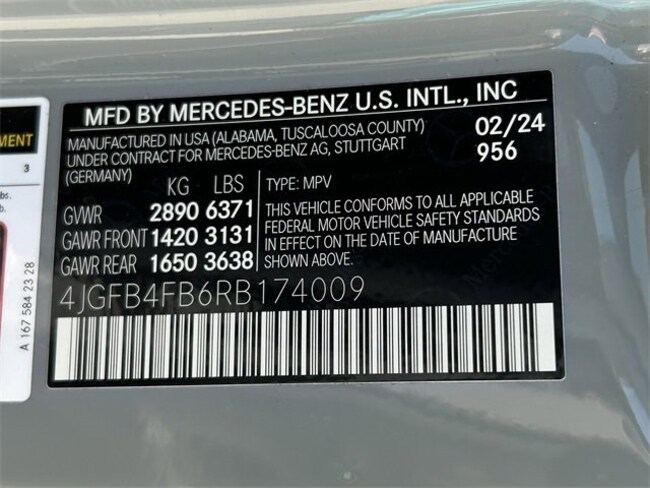 MFD BY MERCEDES-BENZ U.S. INTL., INC
MANUFACTURED IN USA (ALABAMA, TUSCALOOSA COUNTY)
UNDER CONTRACT FOR MERCEDES-BENZ AG, STUTTGART
(GERMANY)
02/24
956
KG LBS
GVWR 2890 6371
GAWR FRONT 1420 3131
GAWR REAR 1650 3638
TYPE: MPV
THIS VEHICLE CONFORMS TO ALL APPLICABLE
FEDERAL MOTOR VEHICLE SAFETY STANDARDS
IN EFFECT ON THE DATE OF MANUFACTURE
SHOWN ABOVE.
4JGFB4FB6RB174009
MENT
3
bs.
b.
A 167 584 23 28